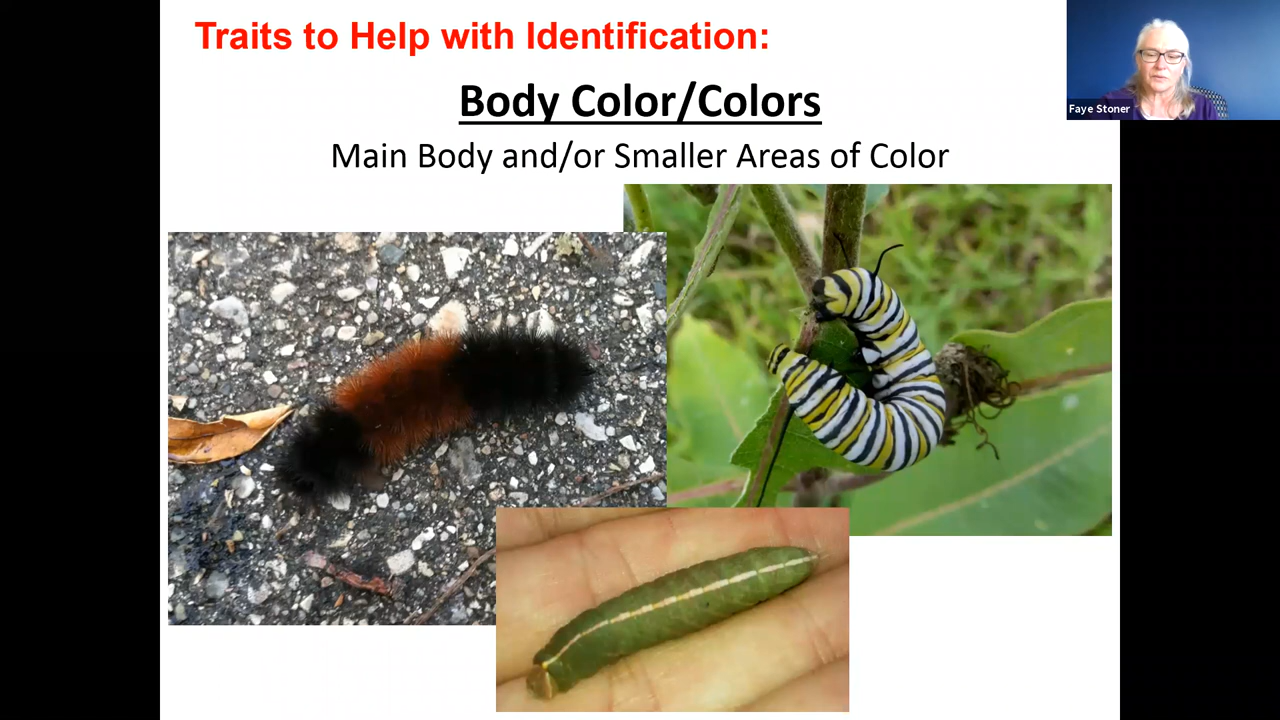 Traits to Help with Identification:
Body Color/Colors
Main Body and/or Smaller Areas of Color
Faye Stoner